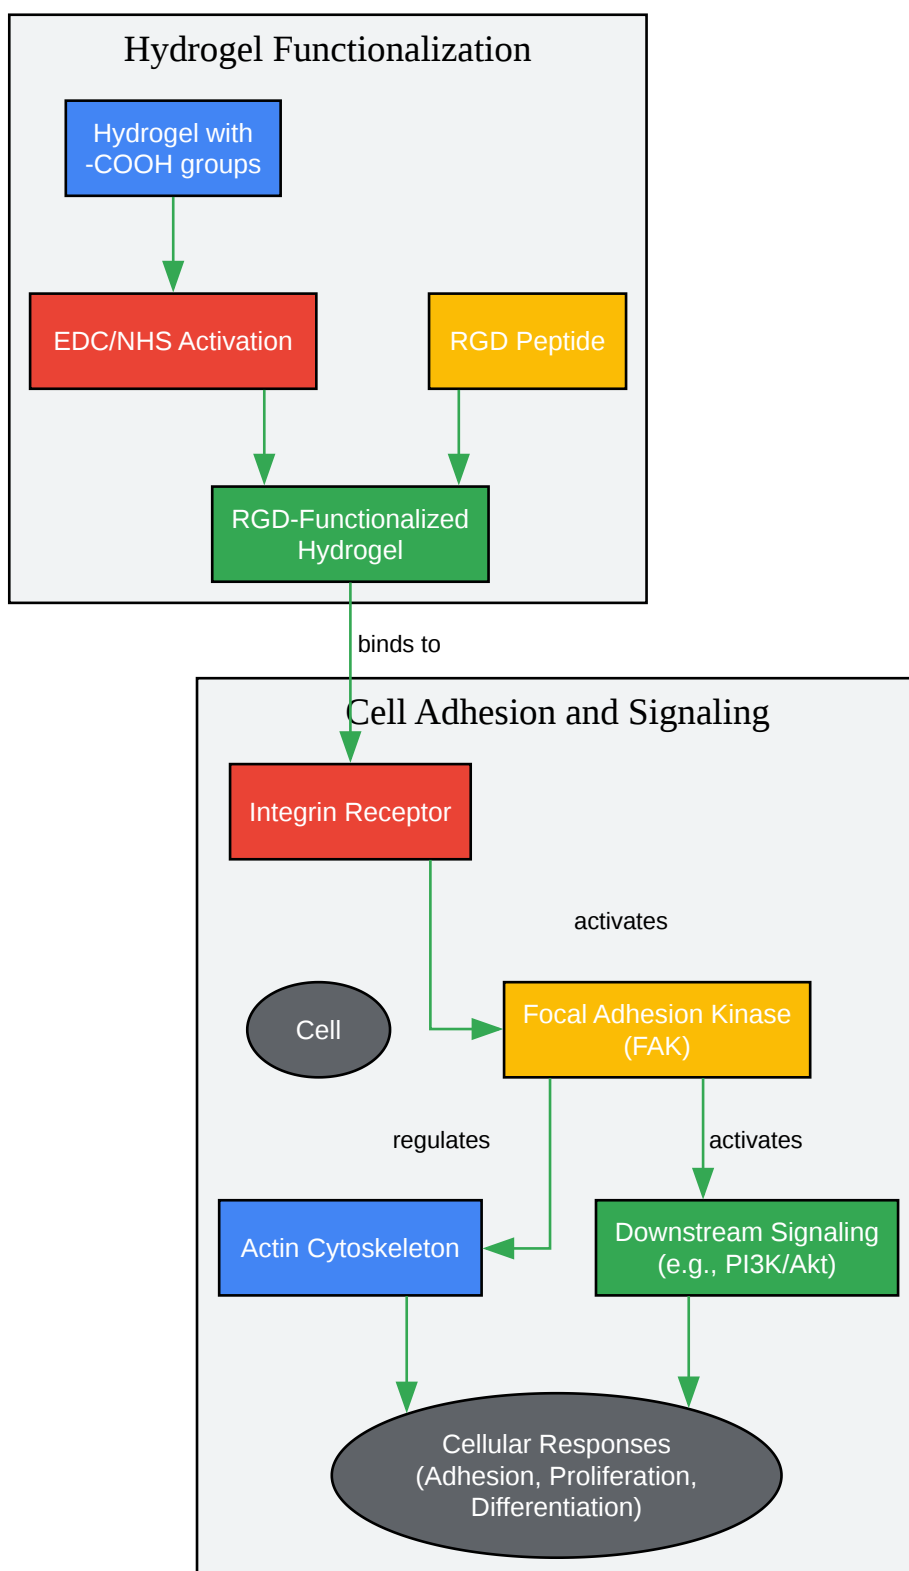 Hydrogel Functionalization
Hydrogel with
-COOH groups
EDC/NHS Activation
RGD Peptide
RGD-Functionalized
Hydrogel
binds to
Cell Adhesion and Signaling
Integrin Receptor
activates
Cell
Focal Adhesion Kinase
(FAK)
regulates
activates
Actin Cytoskeleton
Downstream Signaling
(e.g., PI3K/Akt)
Cellular Responses
(Adhesion, Proliferation,
Differentiation)